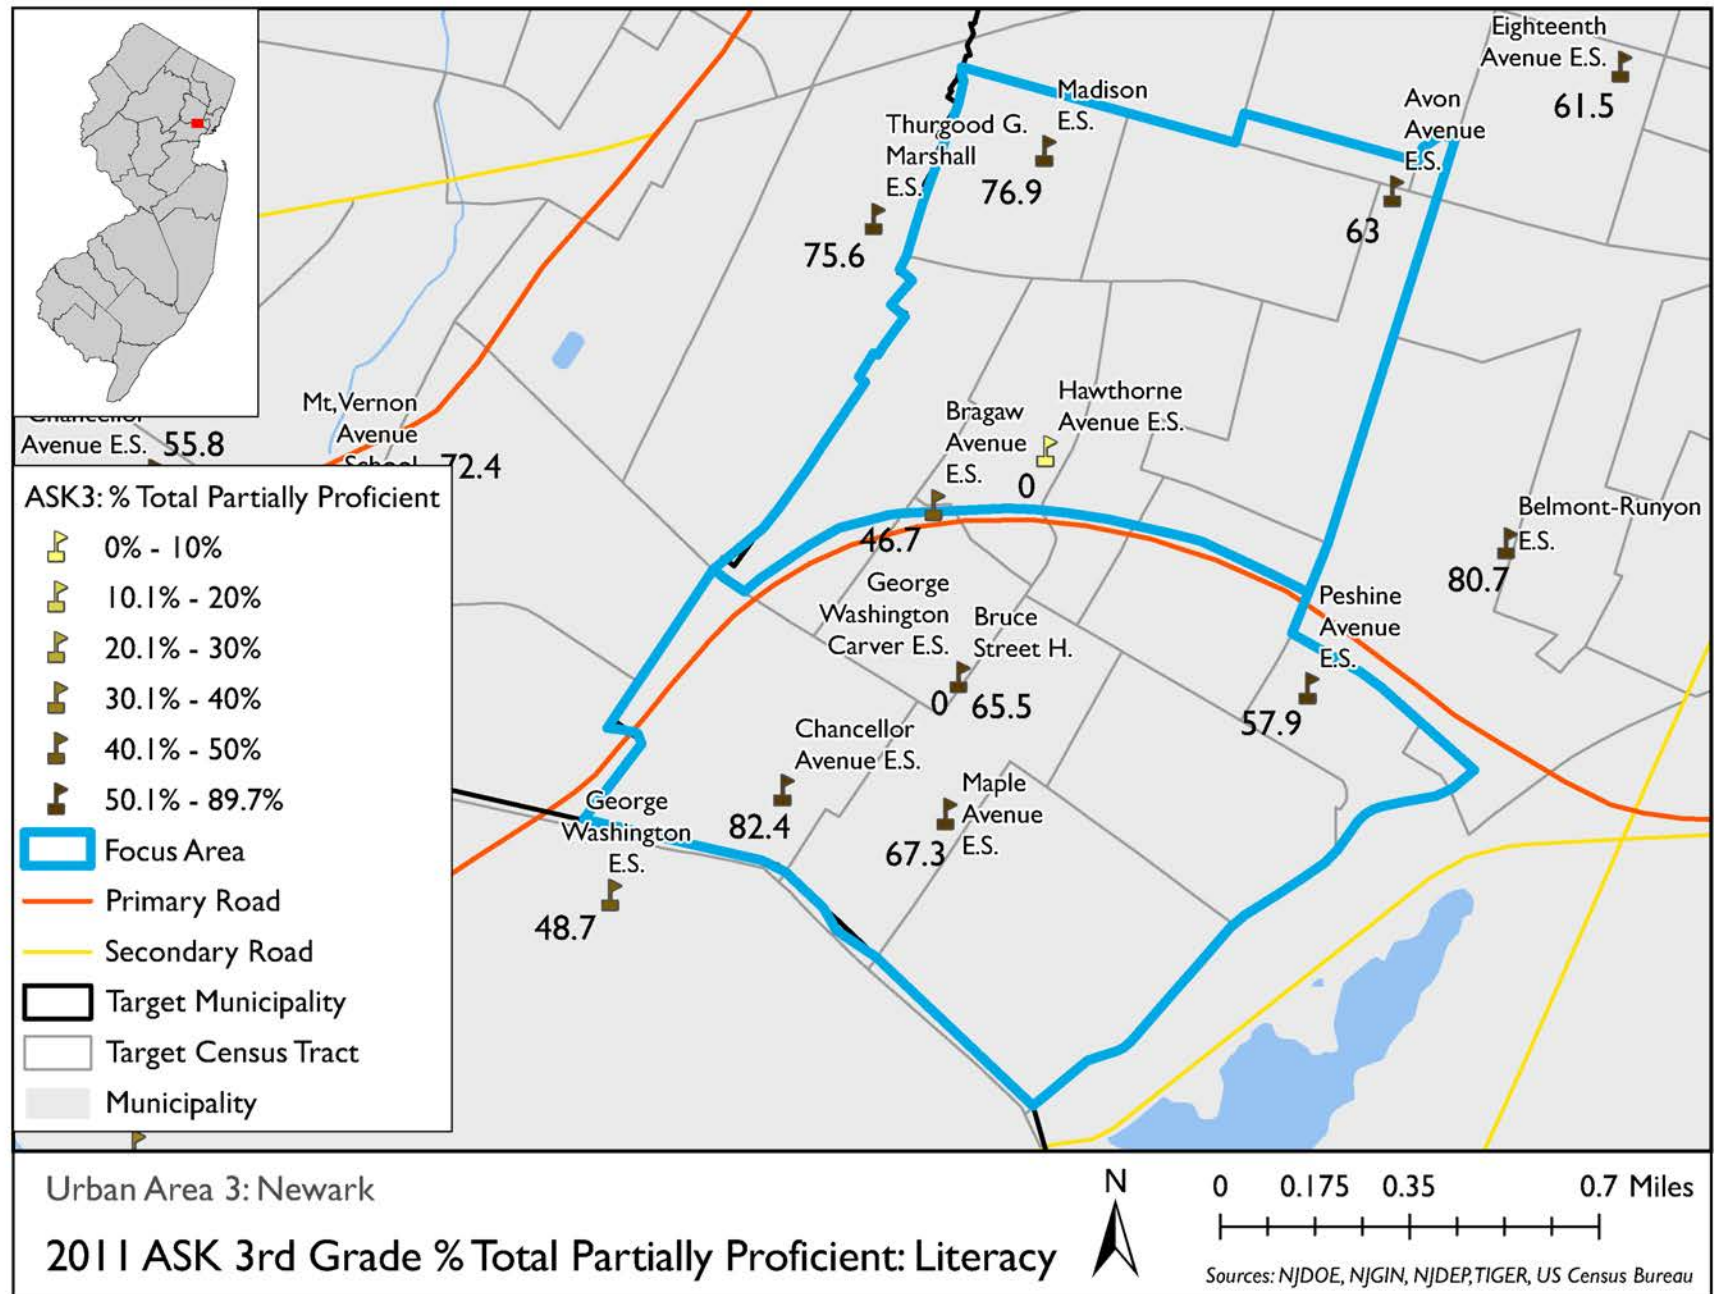 Eighteenth
Avenue E.S.
61.5
Madison
E.S.
76.9
Avon
Avenue
E.S.
63
Thurgood G.
Marshall
E.S.
75.6
Mt. Vernon
Avenue
School
72.4
Chancellor
Avenue E.S.
55.8
Bragaw
Avenue
E.S.
46.7
Hawthorne
Avenue E.S.
0
Belmont-Runyon
E.S.
80.7
George
Washington
Carver E.S.
0
Bruce
Street H.
65.5
Peshine
Avenue
E.S.
57.9
Chancellor
Avenue E.S.
82.4
Maple
Avenue
E.S.
67.3
George
Washington
E.S.
48.7
ASK3: % Total Partially Proficient
0% - 10%
10.1% - 20%
20.1% - 30%
30.1% - 40%
40.1% - 50%
50.1% - 89.7%
Focus Area
Primary Road
Secondary Road
Target Municipality
Target Census Tract
Municipality
Urban Area 3: Newark
2011 ASK 3rd Grade % Total Partially Proficient: Literacy
N
0 0.175 0.35 0.7 Miles
Sources: NJDOE, NJGIN, NJDEP, TIGER, US Census Bureau